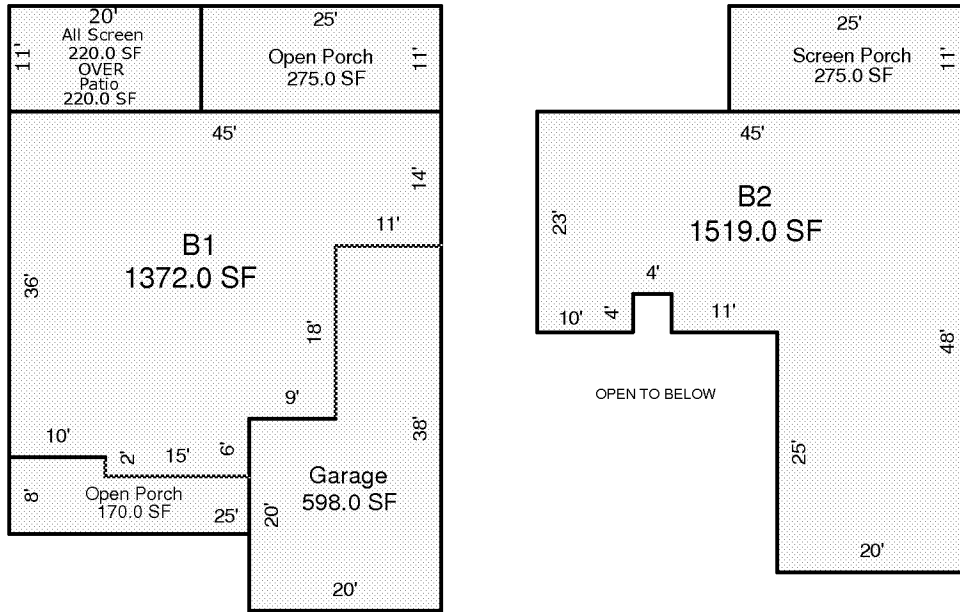 20'
All Screen
220.0 SF
OVER
Patio
220.0 SF
11'
25'
Open Porch
275.0 SF
11'
45'
14'
11'
B1
1372.0 SF
36'
18'
9'
38'
10'
2'
15'
6'
8'
Open Porch
170.0 SF
25'
Garage
598.0 SF
20'
20'
25'
Screen Porch
275.0 SF
11'
45'
B2
1519.0 SF
23'
4'
10'
4'
11'
48'
OPEN TO BELOW
25'
20'